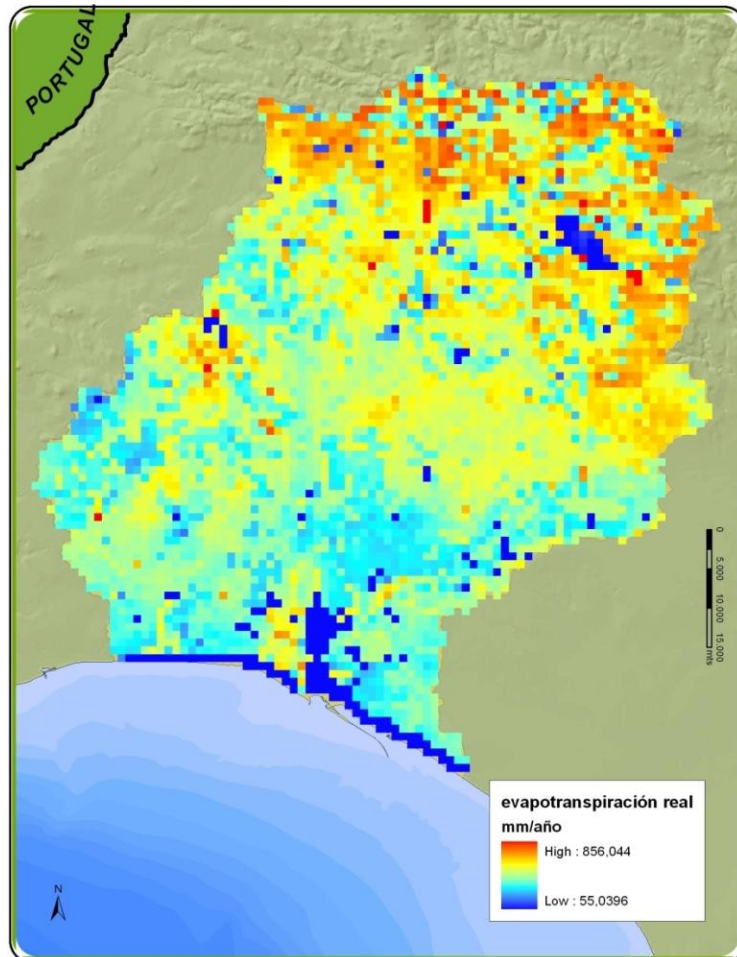 PORTUGAL
0
5.000
10.000
15.000
mts
evapotranspiración real
mm/año
High : 856,044
Low : 55,0396
N